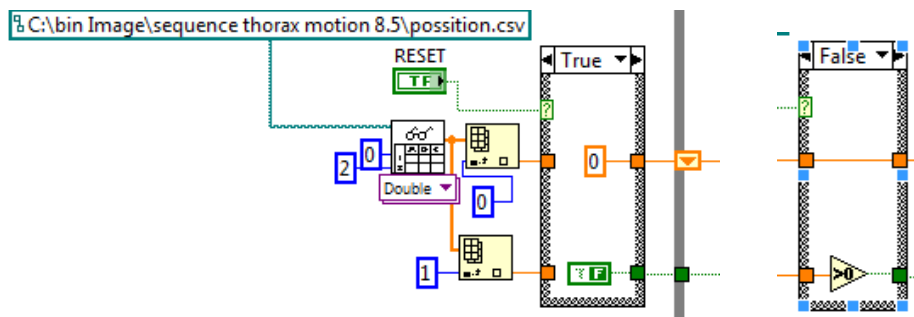 C:\bin Image\sequence thorax motion 8.5\possition.csv
RESET
TF
True
False
?
?
0
2
Double
0
0
1
F
>0